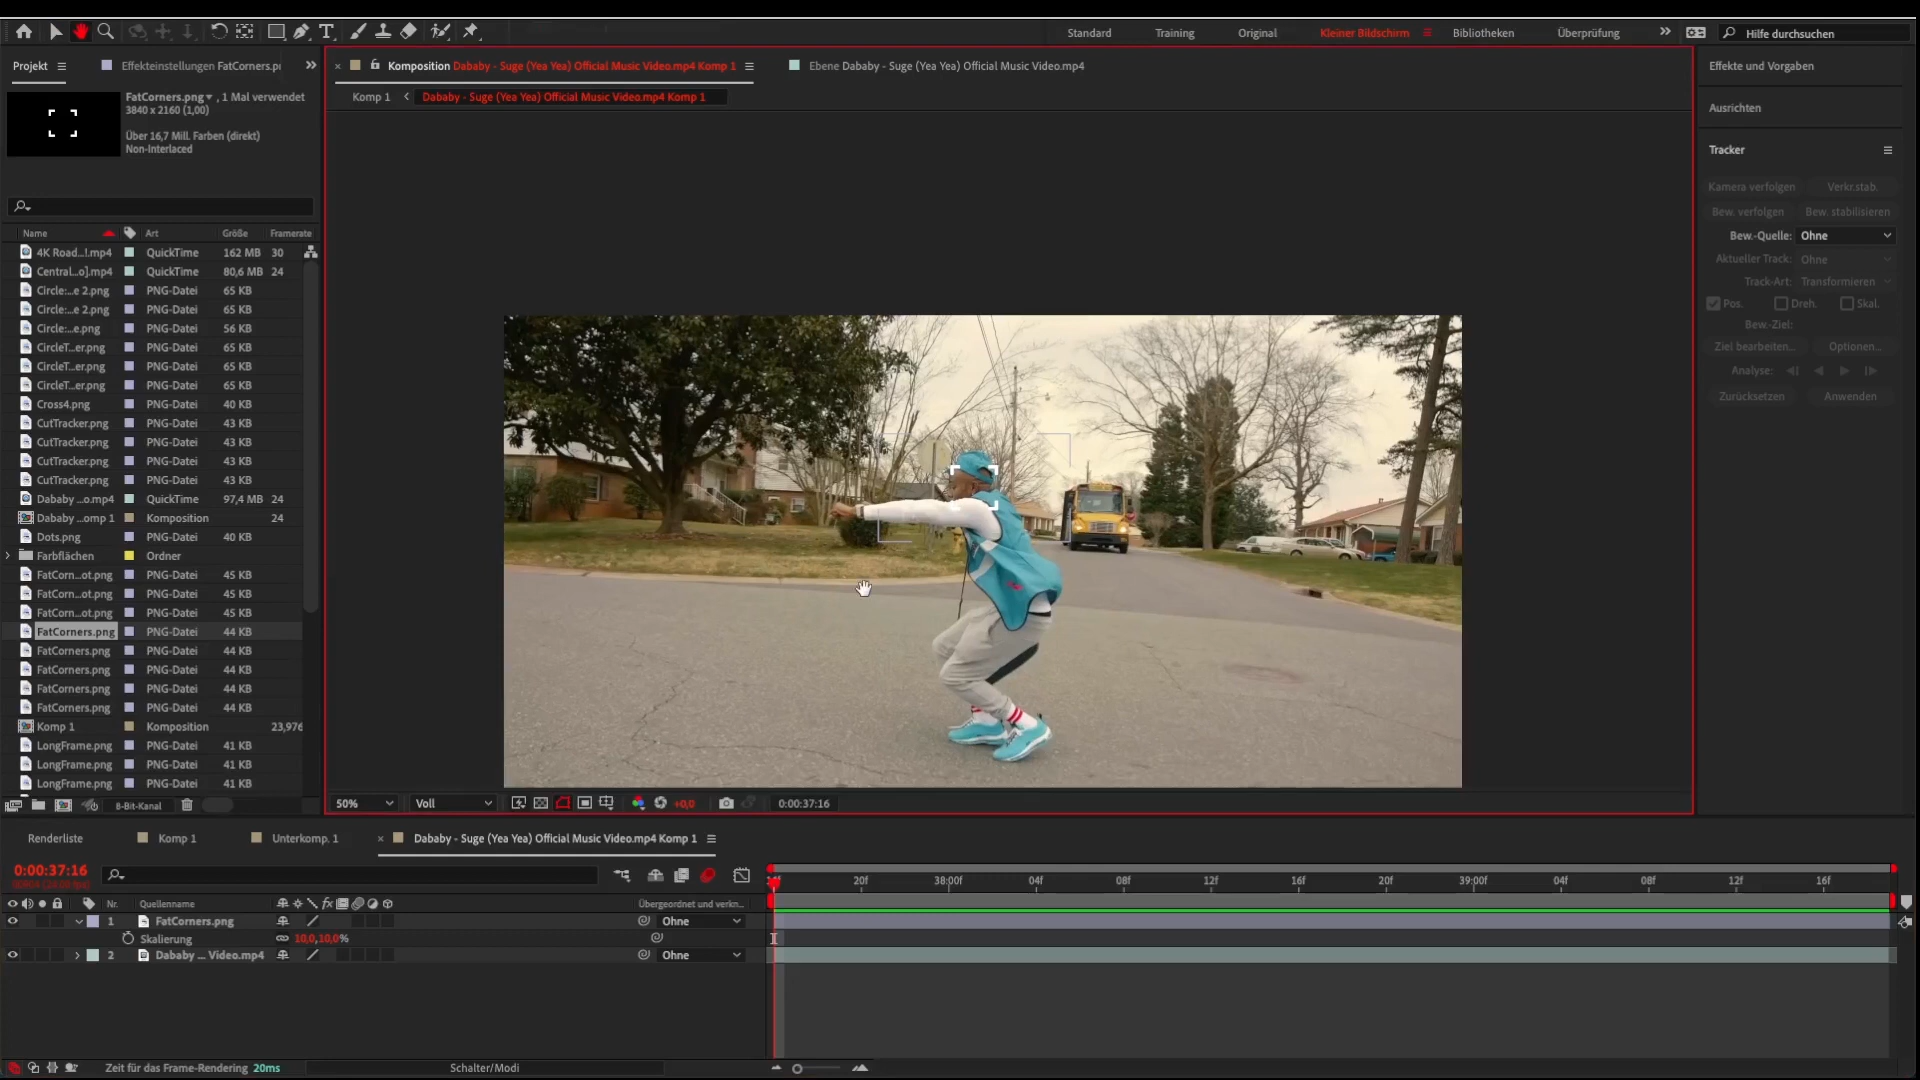 Standard
Training
Original
Kleiner Bildschirm
Bibliotheken
Überprüfung
Hilfe durchsuchen
Projekt
Effekteinstellungen FatCorners.pı
Komposition Dababy - Suge (Yea Yea) Official Music Video.mp4 Komp 1
Ebene Dababy - Suge (Yea Yea) Official Music Video.mp4
Effekte und Vorgaben
FatCorners.png , 1 Mal verwendet
3840 x 2160 (1,00)
Über 16,7 Mill. Farben (direkt)
Non-Interlaced
Komp 1
Dababy - Suge (Yea Yea) Official Music Video.mp4 Komp 1
Ausrichten
Tracker
Kamera verfolgen
Verkr.stab.
Bew. verfolgen
Bew. stabilisieren
Bew.-Quelle: Ohne
Aktueller Track: Ohne
Track-Art: Transformieren
Pos. Dreh. Skal.
Bew.-Ziel:
Ziel bearbeiten...
Optionen...
Analyse:
Zurücksetzen
Anwenden
Name Art Größe Framerate
4K Road...!.mp4 QuickTime 162 MB 30
Central...o].mp4 QuickTime 80,6 MB 24
Circle:...e 2.png PNG-Datei 65 KB
Circle:...e 2.png PNG-Datei 65 KB
Circle:...e.png PNG-Datei 56 KB
CircleT...er.png PNG-Datei 65 KB
CircleT...er.png PNG-Datei 65 KB
CircleT...er.png PNG-Datei 65 KB
Cross4.png PNG-Datei 40 KB
CutTracker.png PNG-Datei 43 KB
CutTracker.png PNG-Datei 43 KB
CutTracker.png PNG-Datei 43 KB
CutTracker.png PNG-Datei 43 KB
Dababy ...o.mp4 QuickTime 97,4 MB 24
Dababy ...omp 1 Komposition 24
Dots.png PNG-Datei 40 KB
Farbflächen Ordner
FatCorn...ot.png PNG-Datei 45 KB
FatCorn...ot.png PNG-Datei 45 KB
FatCorn...ot.png PNG-Datei 45 KB
FatCorners.png PNG-Datei 44 KB
FatCorners.png PNG-Datei 44 KB
FatCorners.png PNG-Datei 44 KB
FatCorners.png PNG-Datei 44 KB
FatCorners.png PNG-Datei 44 KB
Komp 1 Komposition 23,976
LongFrame.png PNG-Datei 41 KB
LongFrame.png PNG-Datei 41 KB
LongFrame.png PNG-Datei 41 KB
8-Bit-Kanal
50% Voll +0,0 0:00:37:16
Renderliste
Komp 1
Unterkomp. 1
Dababy - Suge (Yea Yea) Official Music Video.mp4 Komp 1
0:00:37:16
20f 38:00f 04f 08f 12f 16f 20f 39:00f 04f 08f 12f 16f
Nr. Quellenname fx Übergeordnet und verkn...
1 FatCorners.png Ohne
Skalierung 10,0,10,0%
2 Dababy ... Video.mp4 Ohne
Zeit für das Frame-Rendering 20ms
Schalter/Modi